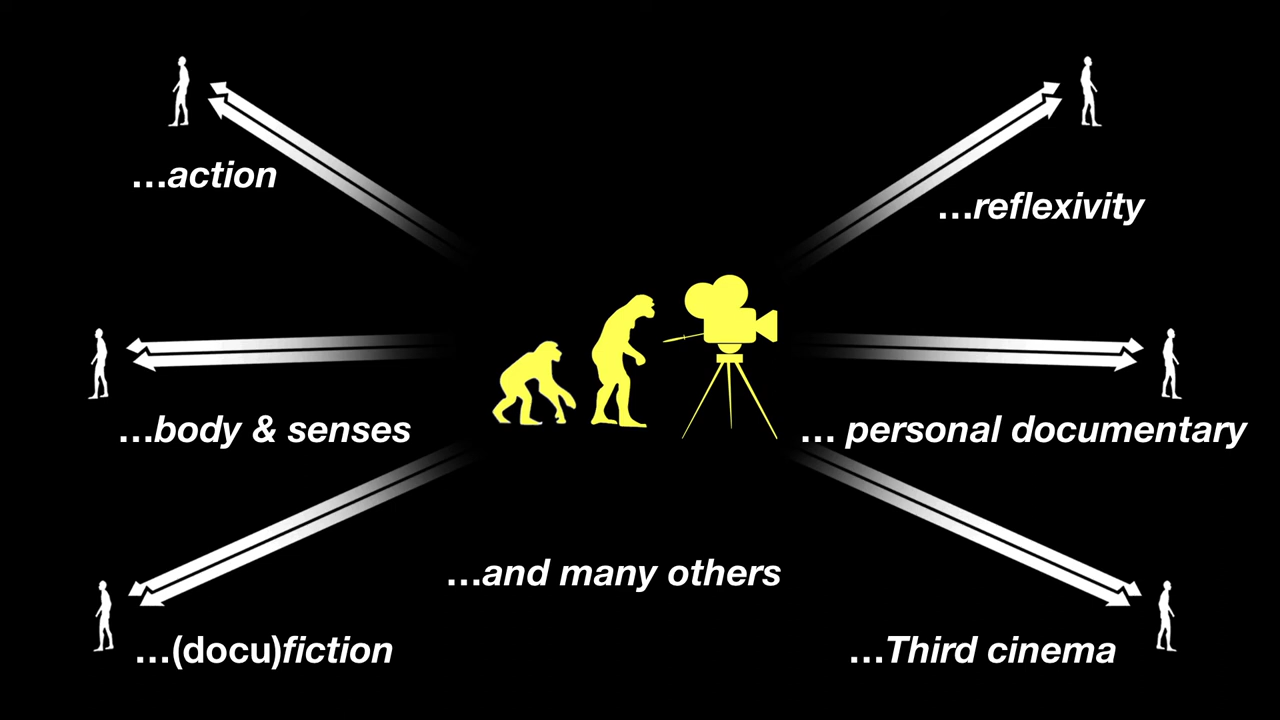 ...action
...reflexivity
...body & senses
... personal documentary
...and many others
...(docu)fiction
...Third cinema